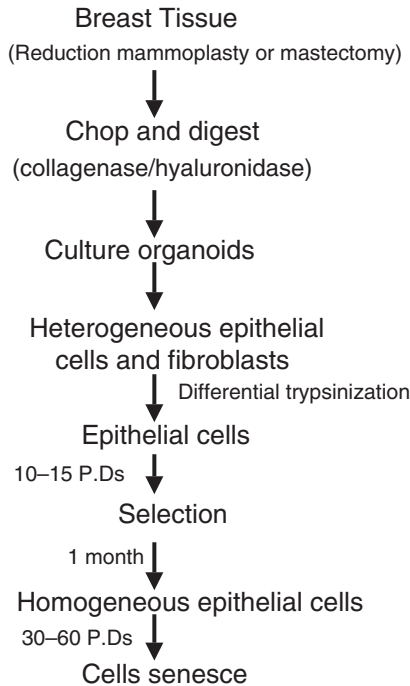 Breast Tissue
(Reduction mammoplasty or mastectomy)
Chop and digest
(collagenase/hyaluronidase)
Culture organoids
Heterogeneous epithelial
cells and fibroblasts
Differential trypsinization
Epithelial cells
10–15 P.Ds
Selection
1 month
Homogeneous epithelial cells
30–60 P.Ds
Cells senesce